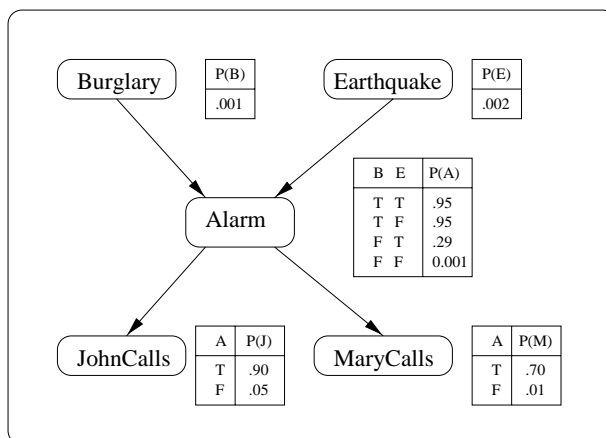 Burglary
P(B)
.001
Earthquake
P(E)
.002
Alarm
B E P(A)
T T .95
T F .95
F T .29
F F 0.001
JohnCalls
A P(J)
T .90
F .05
MaryCalls
A P(M)
T .70
F .01